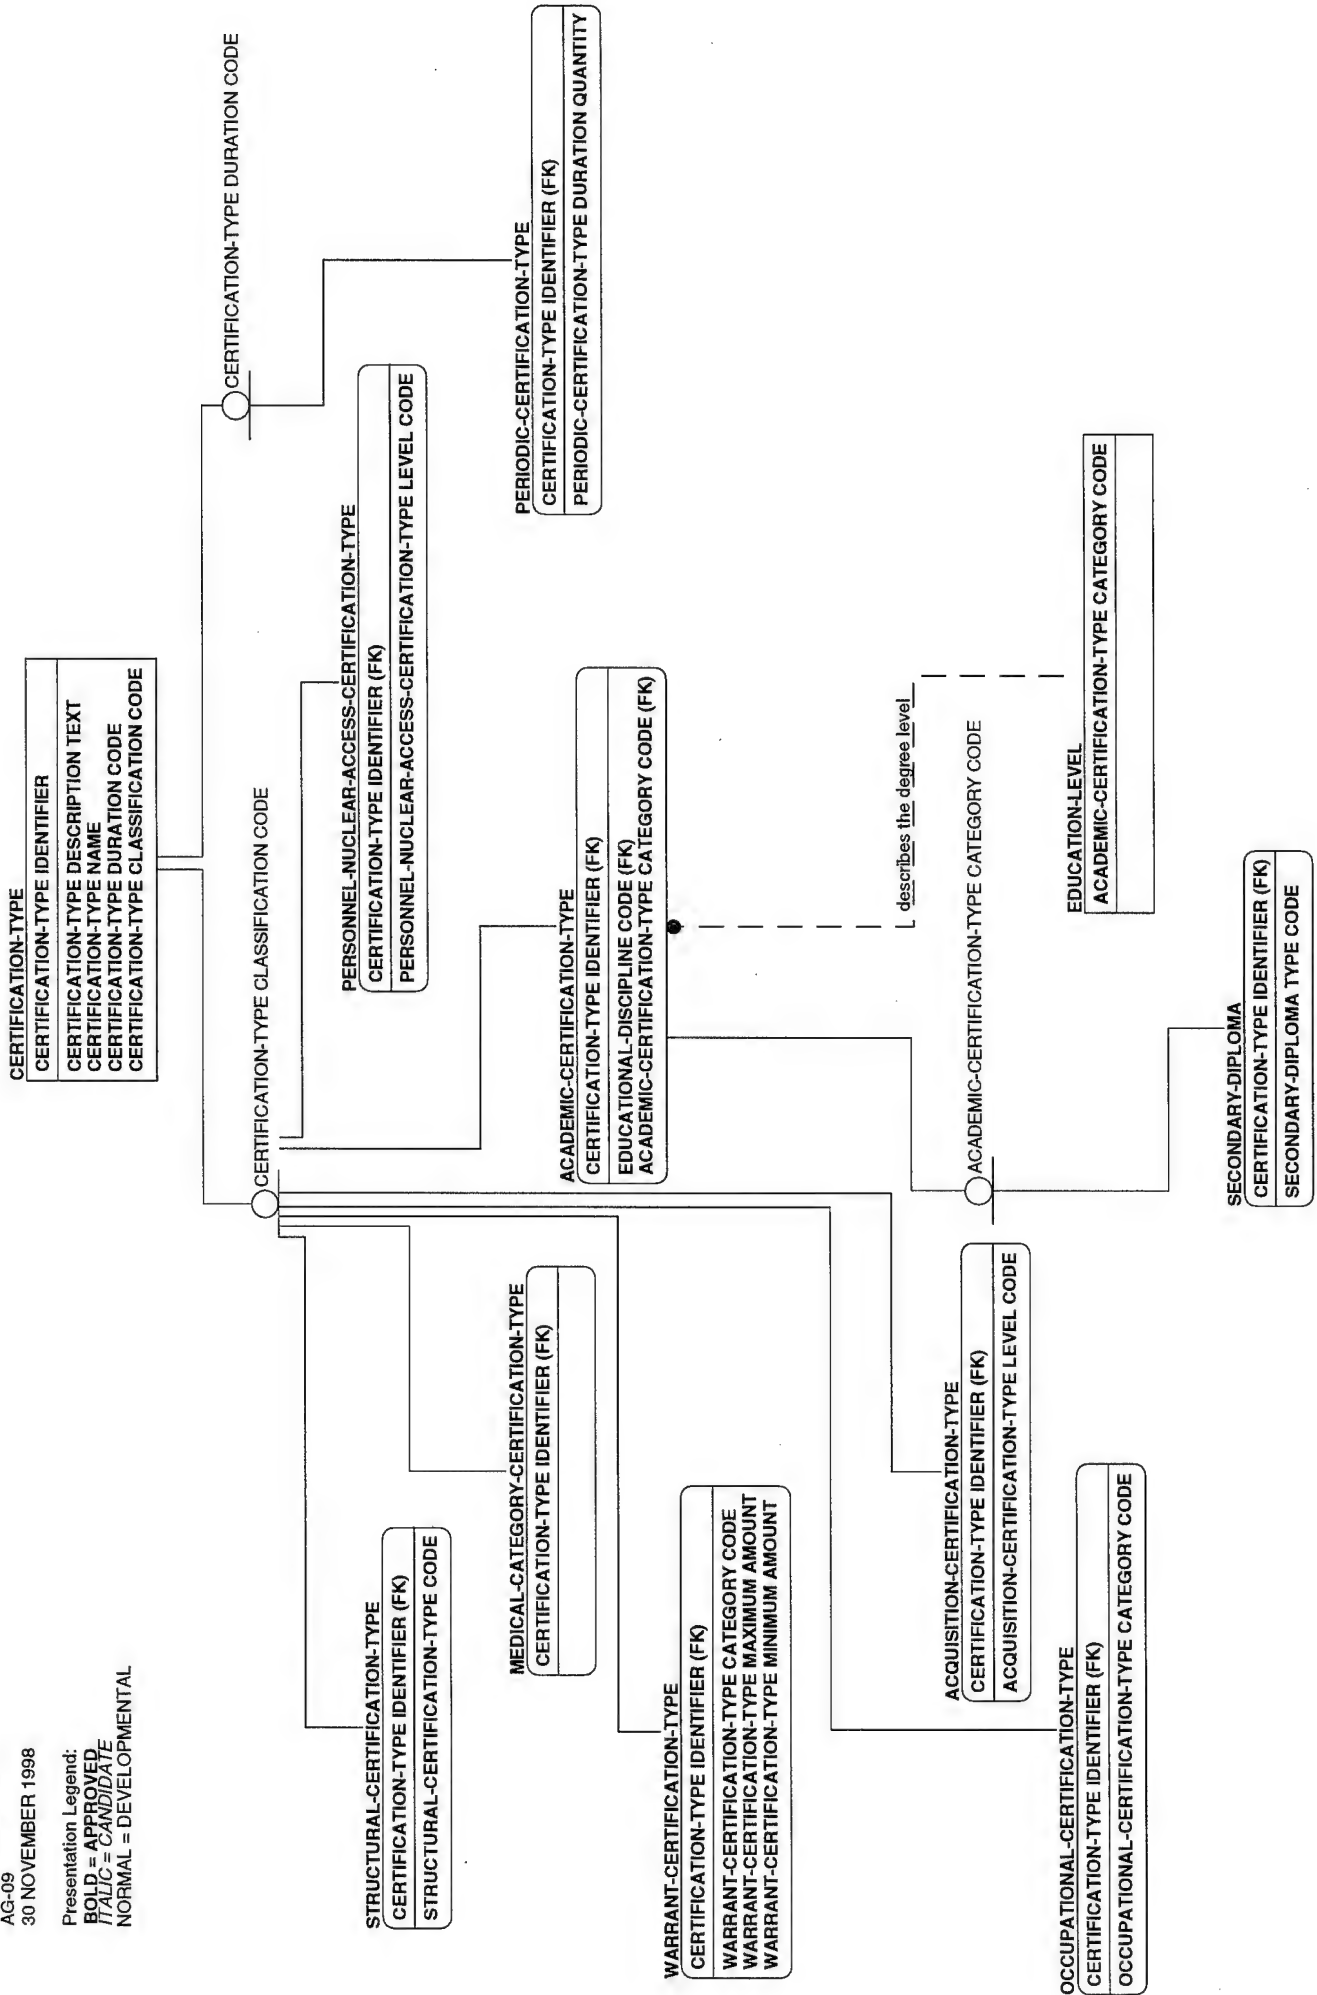 AG-09
30 NOVEMBER 1998
Presentation Legend:
BOLD = APPROVED
ITALIC = CANDIDATE
NORMAL = DEVELOPMENTAL
CERTIFICATION-TYPE
CERTIFICATION-TYPE IDENTIFIER
CERTIFICATION-TYPE DESCRIPTION TEXT
CERTIFICATION-TYPE NAME
CERTIFICATION-TYPE DURATION CODE
CERTIFICATION-TYPE CLASSIFICATION CODE
CERTIFICATION-TYPE DURATION CODE
CERTIFICATION-TYPE CLASSIFICATION CODE
STRUCTURAL-CERTIFICATION-TYPE
CERTIFICATION-TYPE IDENTIFIER (FK)
STRUCTURAL-CERTIFICATION-TYPE CODE
PERSONNEL-NUCLEAR-ACCESS-CERTIFICATION-TYPE
CERTIFICATION-TYPE IDENTIFIER (FK)
PERSONNEL-NUCLEAR-ACCESS-CERTIFICATION-TYPE LEVEL CODE
MEDICAL-CATEGORY-CERTIFICATION-TYPE
CERTIFICATION-TYPE IDENTIFIER (FK)
PERIODIC-CERTIFICATION-TYPE
CERTIFICATION-TYPE IDENTIFIER (FK)
PERIODIC-CERTIFICATION-TYPE DURATION QUANTITY
ACADEMIC-CERTIFICATION-TYPE
CERTIFICATION-TYPE IDENTIFIER (FK)
EDUCATIONAL-DISCIPLINE CODE (FK)
ACADEMIC-CERTIFICATION-TYPE CATEGORY CODE (FK)
WARRANT-CERTIFICATION-TYPE
CERTIFICATION-TYPE IDENTIFIER (FK)
WARRANT-CERTIFICATION-TYPE CATEGORY CODE
WARRANT-CERTIFICATION-TYPE MAXIMUM AMOUNT
WARRANT-CERTIFICATION-TYPE MINIMUM AMOUNT
describes the degree level
ACQUISITION-CERTIFICATION-TYPE
CERTIFICATION-TYPE IDENTIFIER (FK)
ACQUISITION-CERTIFICATION-TYPE LEVEL CODE
ACADEMIC-CERTIFICATION-TYPE CATEGORY CODE
OCCUPATIONAL-CERTIFICATION-TYPE
CERTIFICATION-TYPE IDENTIFIER (FK)
OCCUPATIONAL-CERTIFICATION-TYPE CATEGORY CODE
EDUCATION-LEVEL
ACADEMIC-CERTIFICATION-TYPE CATEGORY CODE
SECONDARY-DIPLOMA
CERTIFICATION-TYPE IDENTIFIER (FK)
SECONDARY-DIPLOMA TYPE CODE